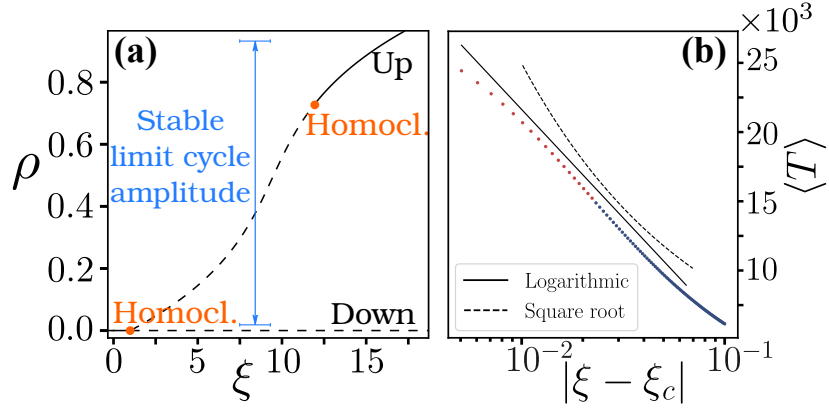 (a)
Up
Homocl.
Stable
limit cycle
amplitude
Homocl.
Down
ρ
0.8
0.6
0.4
0.2
0.0
0 5 10 15
ξ
(b)
×10³
25
20
15
10
⟨T⟩
Logarithmic
Square root
10⁻² 10⁻¹
|ξ − ξ_c|